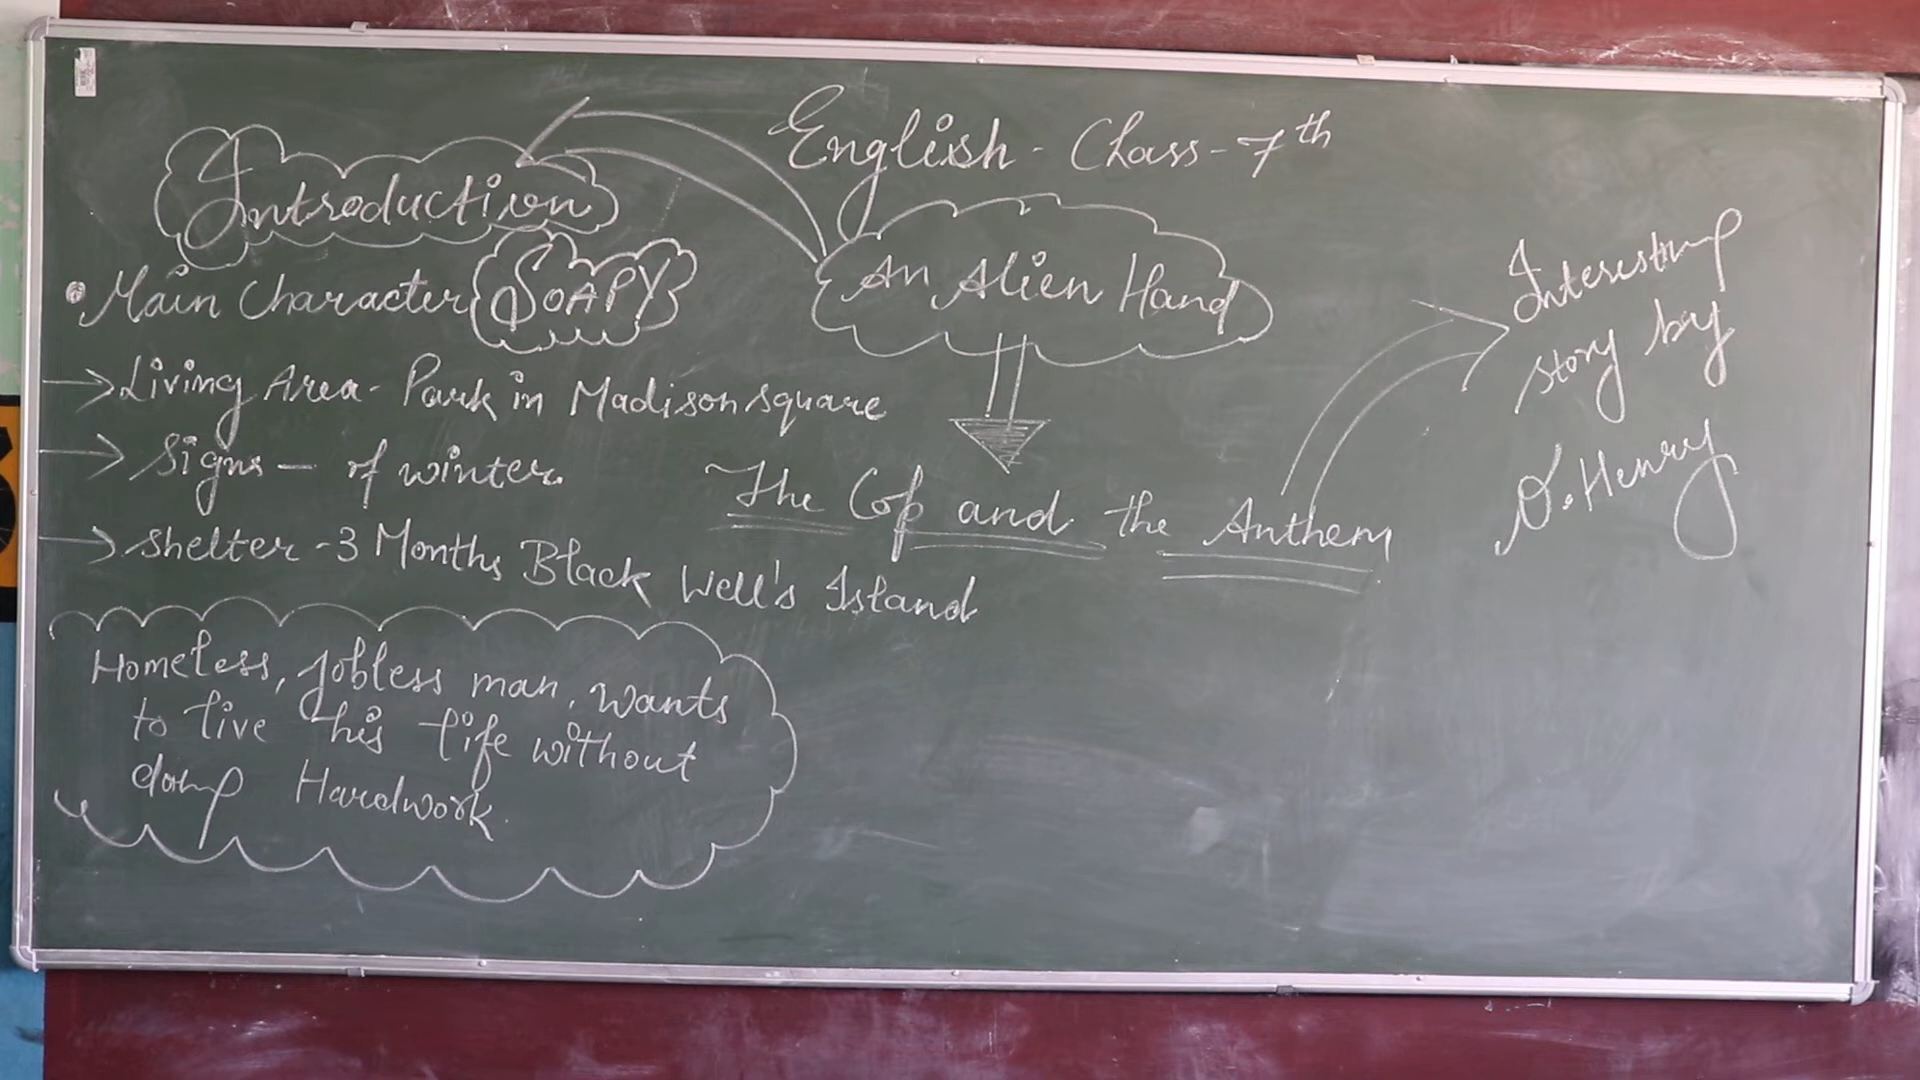 English - Class - 7th
Introduction
An Alien Hand
• Main Character SOAPY
→ Living Area - Park in Madison square
→ Signs - of winter.
→ Shelter - 3 Months Black Well's Island
The Cop and the Anthem
Interesting
story by
O. Henry
Homeless, jobless man, wants
to live his life without
doing Hardwork.